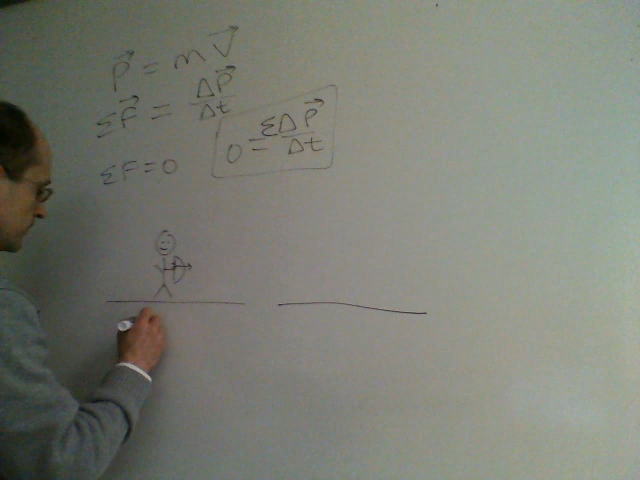 P⃗ = mV⃗
ΣF⃗ = ΔP⃗/Δt
0 = ΣΔP⃗/Δt
ΣF = 0